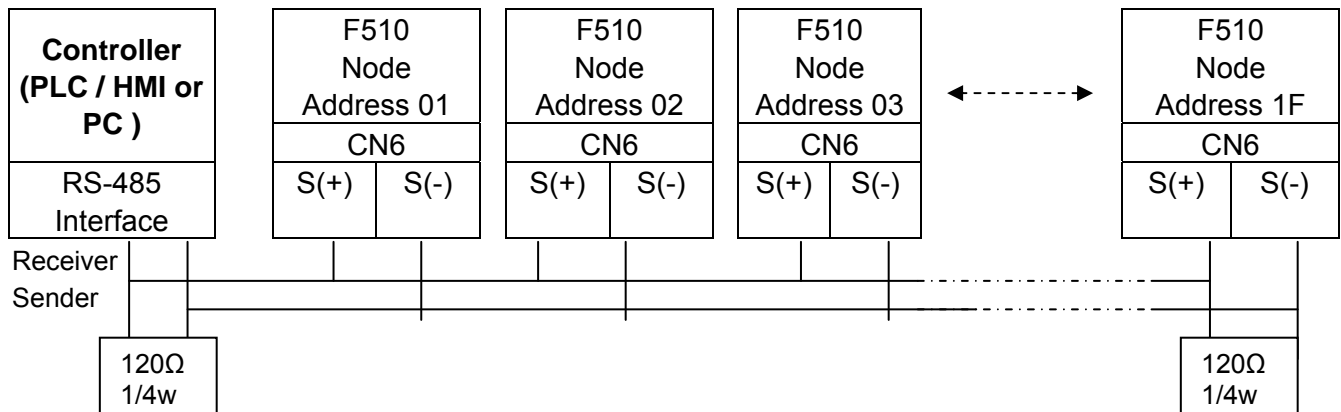 Controller
(PLC / HMI or
PC )
RS-485
Interface
F510
Node
Address 01
CN6
S(+) S(-)
F510
Node
Address 02
CN6
S(+) S(-)
F510
Node
Address 03
CN6
S(+) S(-)
F510
Node
Address 1F
CN6
S(+) S(-)
Receiver
Sender
120Ω
1/4w
120Ω
1/4w